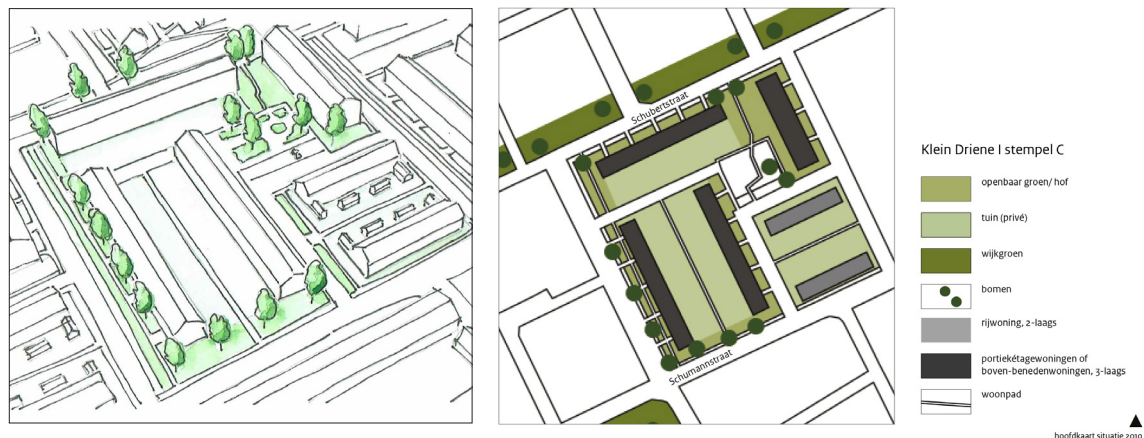 Schubertstraat
Schumannstraat
Klein Driene I stempel C
openbaar groen/ hof
tuin (privé)
wijkgroen
bomen
rijwoning, 2-laags
portiekétagewoningen of
boven-benedenwoningen, 3-laags
woonpad
hoofdkaart situatie 2010